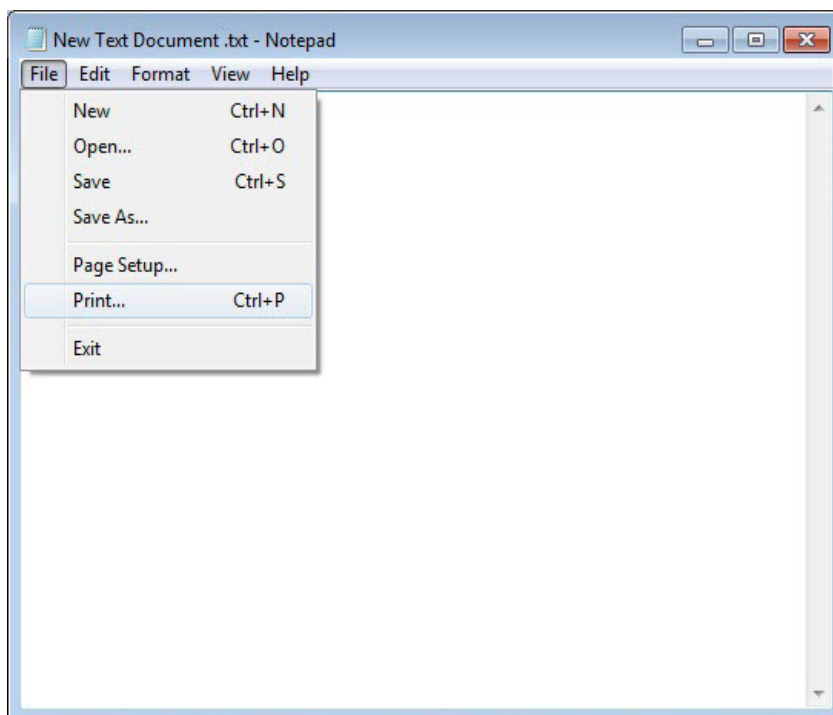 New Text Document .txt - Notepad
File Edit Format View Help
New Ctrl+N
Open... Ctrl+O
Save Ctrl+S
Save As...
Page Setup...
Print... Ctrl+P
Exit